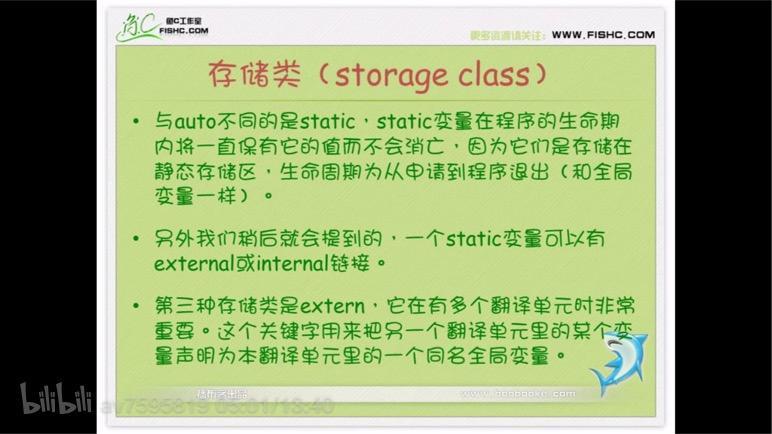 鱼C工作室
FISHC.COM
更多资源请关注：WWW.FISHC.COM
存储类（storage class）
• 与auto不同的是static，static变量在程序的生命期
内将一直保有它的值而不会消亡，因为它们是存储在
静态存储区，生命周期为从申请到程序退出（和全局
变量一样）。
• 另外我们稍后就会提到的，一个static变量可以有
external或internal链接。
• 第三种存储类是extern，它在有多个翻译单元时非常
重要。这个关键字用来把另一个翻译单元里的某个变
量声明为本翻译单元里的一个同名全局变量。
bilibili av7595819 05:01/13:40